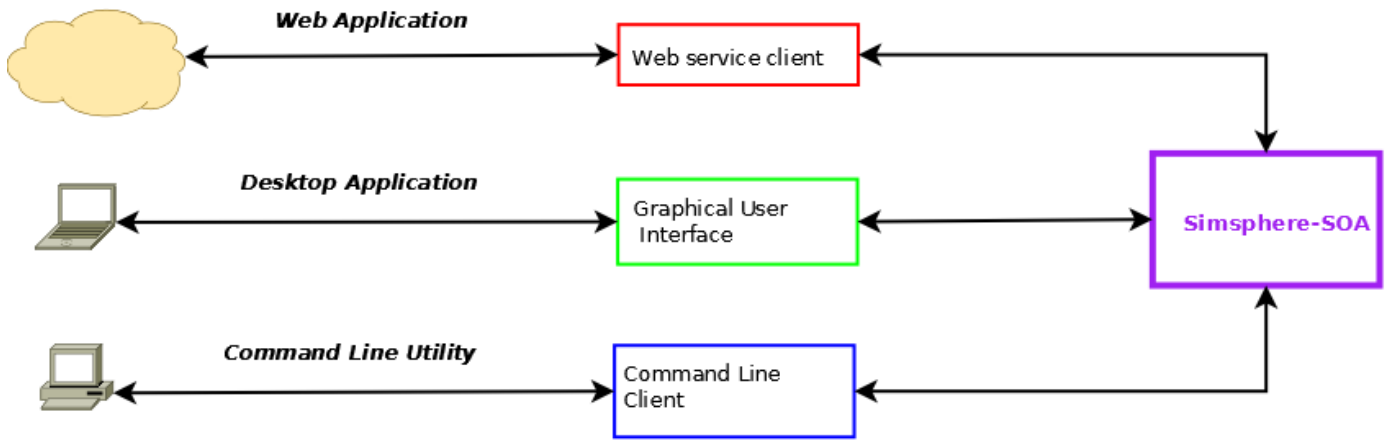 Web Application
Web service client
Desktop Application
Graphical User
Interface
Simsphere-SOA
Command Line Utility
Command Line
Client